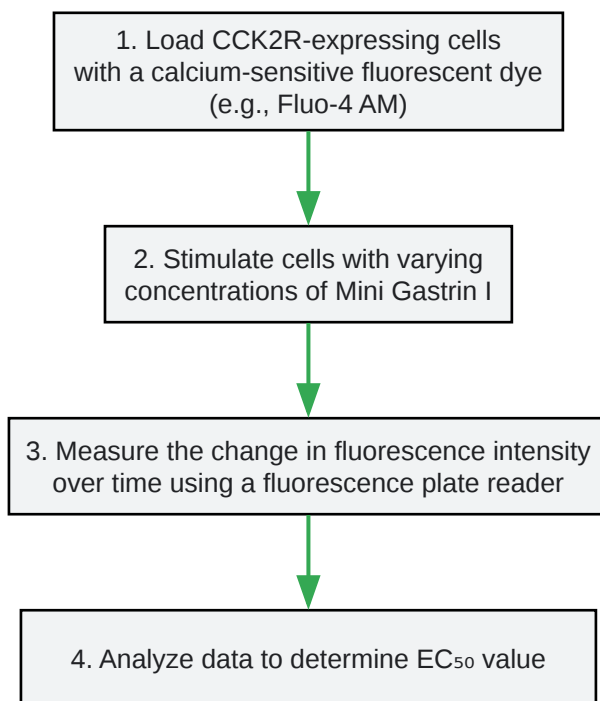 1. Load CCK2R-expressing cells
with a calcium-sensitive fluorescent dye
(e.g., Fluo-4 AM)
2. Stimulate cells with varying
concentrations of Mini Gastrin I
3. Measure the change in fluorescence intensity
over time using a fluorescence plate reader
4. Analyze data to determine EC₅₀ value